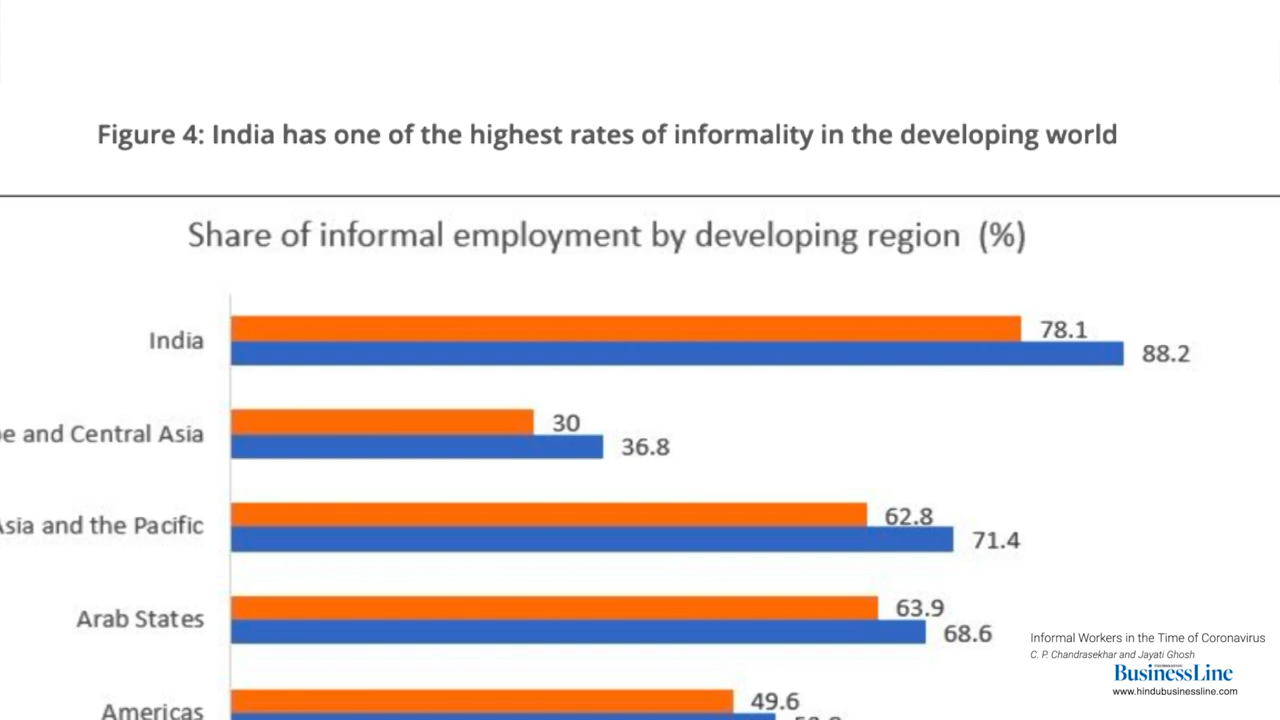 Figure 4: India has one of the highest rates of informality in the developing world
Share of informal employment by developing region (%)
India
78.1
88.2
and Central Asia
30
36.8
and the Pacific
62.8
71.4
Arab States
63.9
68.6
Americas
49.6
Informal Workers in the Time of Coronavirus
C. P. Chandrasekhar and Jayati Ghosh
BusinessLine
www.hindubusinessline.com